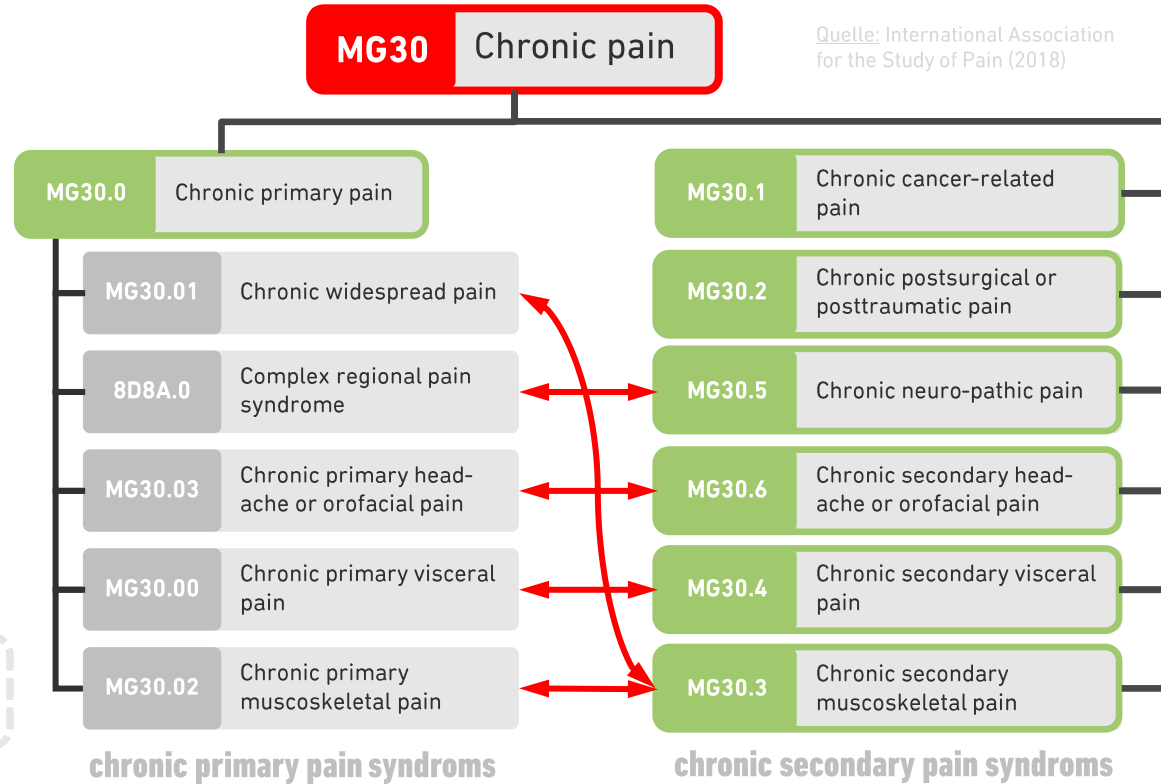 MG30 Chronic pain
Quelle: International Association
for the Study of Pain (2018)
MG30.0 Chronic primary pain
MG30.01 Chronic widespread pain
8D8A.0 Complex regional pain
syndrome
MG30.03 Chronic primary head-
ache or orofacial pain
MG30.00 Chronic primary visceral
pain
MG30.02 Chronic primary
muscoskeletal pain
chronic primary pain syndroms
MG30.1 Chronic cancer-related
pain
MG30.2 Chronic postsurgical or
posttraumatic pain
MG30.5 Chronic neuro-pathic pain
MG30.6 Chronic secondary head-
ache or orofacial pain
MG30.4 Chronic secondary visceral
pain
MG30.3 Chronic secondary
muscoskeletal pain
chronic secondary pain syndroms